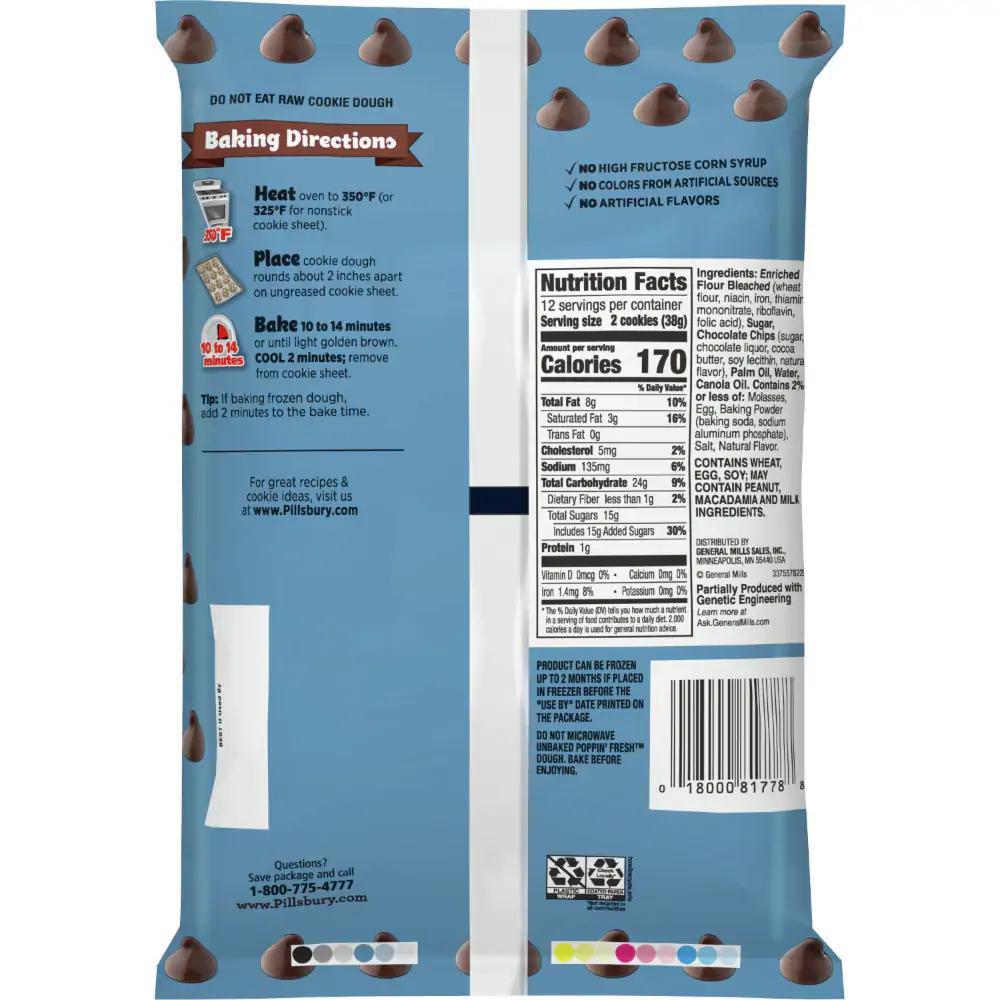 DO NOT EAT RAW COOKIE DOUGH
Baking Directions
350°F
Heat oven to 350°F (or
325°F for nonstick
cookie sheet).
Place cookie dough
rounds about 2 inches apart
on ungreased cookie sheet.
10 to 14
minutes
Bake 10 to 14 minutes
or until light golden brown.
COOL 2 minutes; remove
from cookie sheet.
Tip: If baking frozen dough,
add 2 minutes to the bake time.
For great recipes &
cookie ideas, visit us
at www.Pillsbury.com
BEST if Used By
Questions?
Save package and call
1-800-775-4777
www.Pillsbury.com
✓ NO HIGH FRUCTOSE CORN SYRUP
✓ NO COLORS FROM ARTIFICIAL SOURCES
✓ NO ARTIFICIAL FLAVORS
Nutrition Facts
12 servings per container
Serving size 2 cookies (38g)
Amount per serving
Calories 170
% Daily Value*
Total Fat 8g 10%
Saturated Fat 3g 16%
Trans Fat 0g
Cholesterol 5mg 2%
Sodium 135mg 6%
Total Carbohydrate 24g 9%
Dietary Fiber less than 1g 2%
Total Sugars 15g
Includes 15g Added Sugars 30%
Protein 1g
Vitamin D 0mcg 0% • Calcium 0mg 0%
Iron 1.4mg 8% • Potassium 0mg 0%
* The % Daily Value (DV) tells you how much a nutrient
in a serving of food contributes to a daily diet. 2,000
calories a day is used for general nutrition advice.
Ingredients: Enriched
Flour Bleached (wheat
flour, niacin, iron, thiamin
mononitrate, riboflavin,
folic acid), Sugar,
Chocolate Chips (sugar,
chocolate liquor, cocoa
butter, soy lecithin, natura
flavor), Palm Oil, Water,
Canola Oil. Contains 2%
or less of: Molasses,
Egg, Baking Powder
(baking soda, sodium
aluminum phosphate),
Salt, Natural Flavor.
CONTAINS WHEAT,
EGG, SOY; MAY
CONTAIN PEANUT,
MACADAMIA AND MILK
INGREDIENTS.
DISTRIBUTED BY
GENERAL MILLS SALES, INC.,
MINNEAPOLIS, MN 55440 USA
© General Mills
Partially Produced with
Genetic Engineering
Learn more at
Ask.GeneralMills.com
PRODUCT CAN BE FROZEN
UP TO 2 MONTHS IF PLACED
IN FREEZER BEFORE THE
"USE BY" DATE PRINTED ON
THE PACKAGE.
DO NOT MICROWAVE
UNBAKED POPPIN' FRESH™
DOUGH. BAKE BEFORE
ENJOYING.
0 18000 81778 8
Check
Locally*
PLASTIC
WRAP
COATED PAPER
TRAY
*Not recycled in
all communities
how2recycle.info